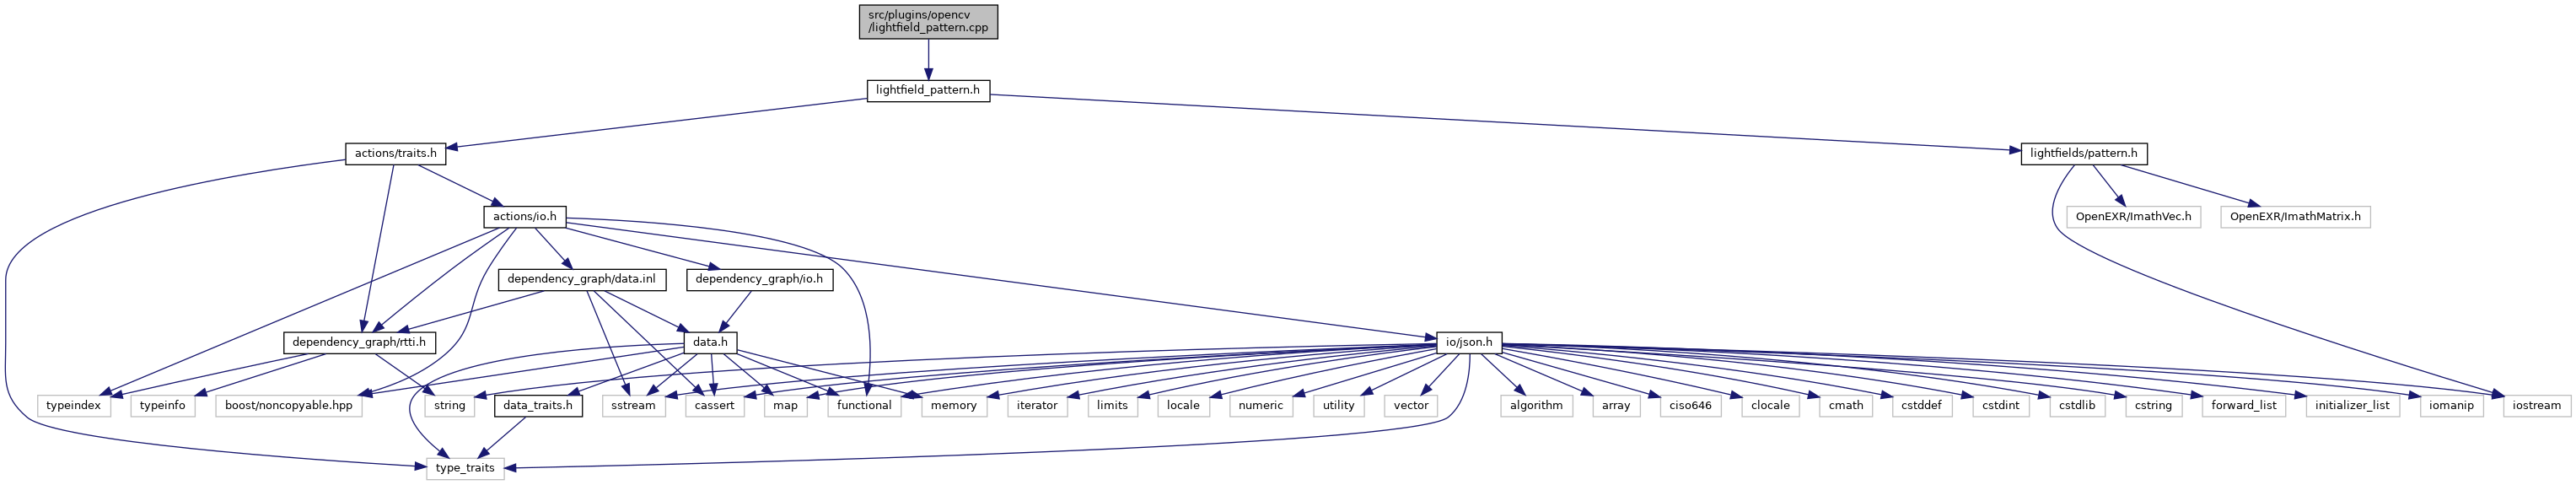 src/plugins/opencv
/lightfield_pattern.cpp
lightfield_pattern.h
actions/traits.h
lightfields/pattern.h
actions/io.h
OpenEXR/ImathVec.h
OpenEXR/ImathMatrix.h
dependency_graph/data.inl
dependency_graph/io.h
dependency_graph/rtti.h
data.h
io/json.h
typeindex
typeinfo
boost/noncopyable.hpp
string
data_traits.h
sstream
cassert
map
functional
memory
iterator
limits
locale
numeric
utility
vector
algorithm
array
ciso646
clocale
cmath
cstddef
cstdint
cstdlib
cstring
forward_list
initializer_list
iomanip
iostream
type_traits